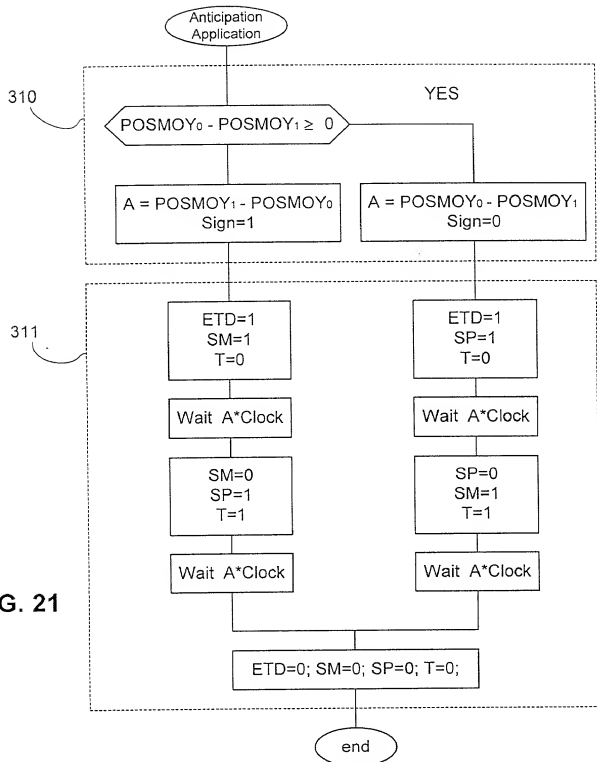 Anticipation
Application
310
YES
POSMOY₀ - POSMOY₁ ≥ 0
A = POSMOY₁ - POSMOY₀
Sign=1
A = POSMOY₀ - POSMOY₁
Sign=0
311
ETD=1
SM=1
T=0
ETD=1
SP=1
T=0
Wait A*Clock
Wait A*Clock
SM=0
SP=1
T=1
SP=0
SM=1
T=1
Wait A*Clock
Wait A*Clock
G. 21
ETD=0; SM=0; SP=0; T=0;
end